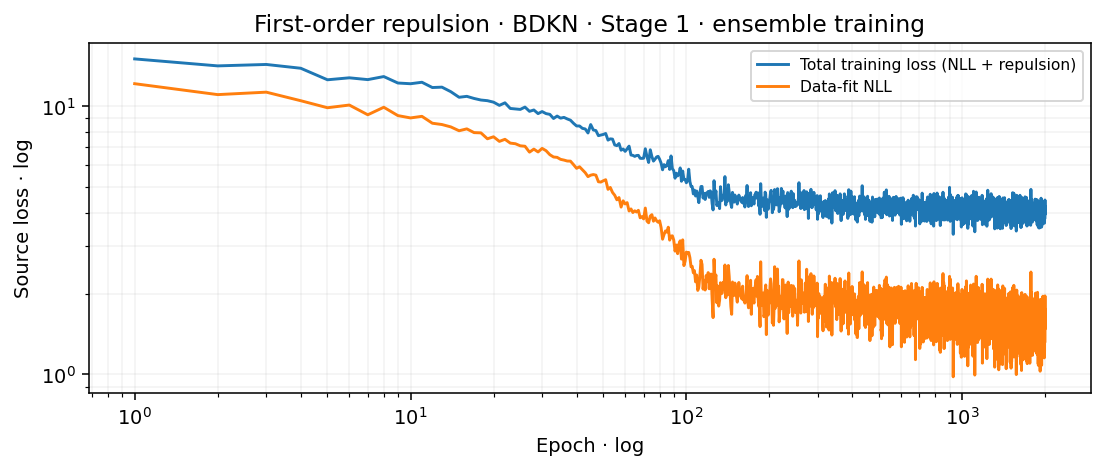 First-order repulsion · BDKN · Stage 1 · ensemble training
Total training loss (NLL + repulsion)
Data-fit NLL
Source loss · log
10¹
10⁰
10⁰ 10¹ 10² 10³
Epoch · log